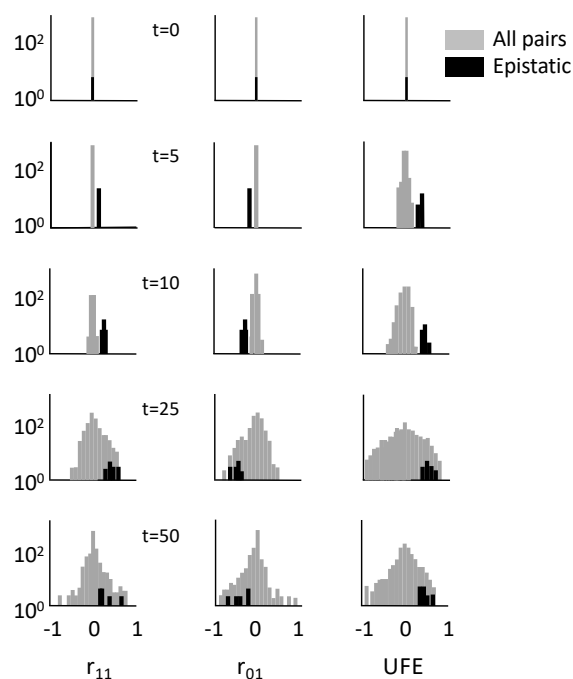 10² t=0 All pairs
10⁰ Epistatic
10² t=5
10⁰
10² t=10
10⁰
10² t=25
10⁰
10² t=50
10⁰
-1 0 1 -1 0 1 -1 0 1
r₁₁ r₀₁ UFE